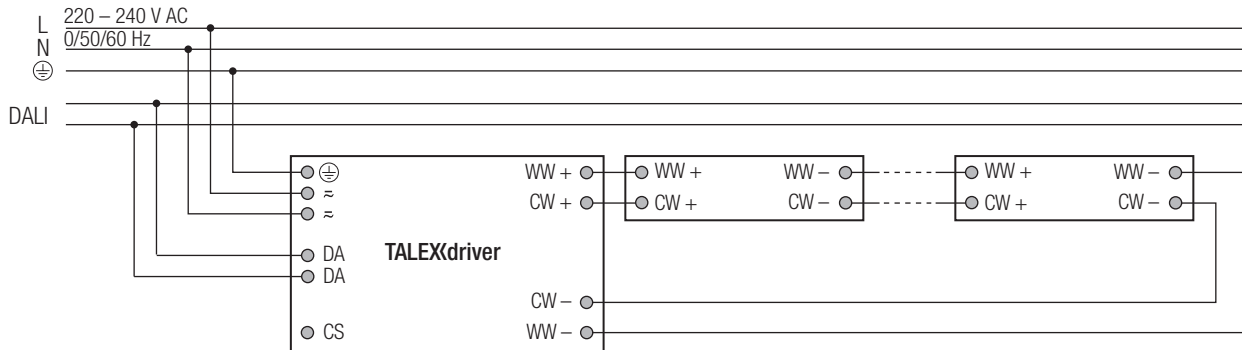 220 – 240 V AC
L
0/50/60 Hz
N
DALI
WW + WW + WW – WW + WW –
CW + CW + CW – CW + CW –
≂
≂
DA TALEXXdriver
DA
CW –
CS WW –